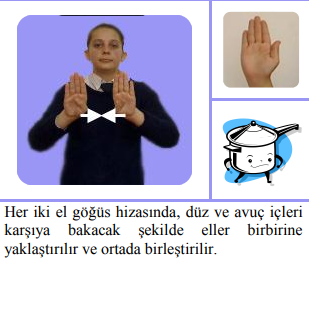 Her iki el göğüs hizasında, düz ve avuç içleri
karşıya bakacak şekilde eller birbirine
yaklaştırılır ve ortada birleştirilir.